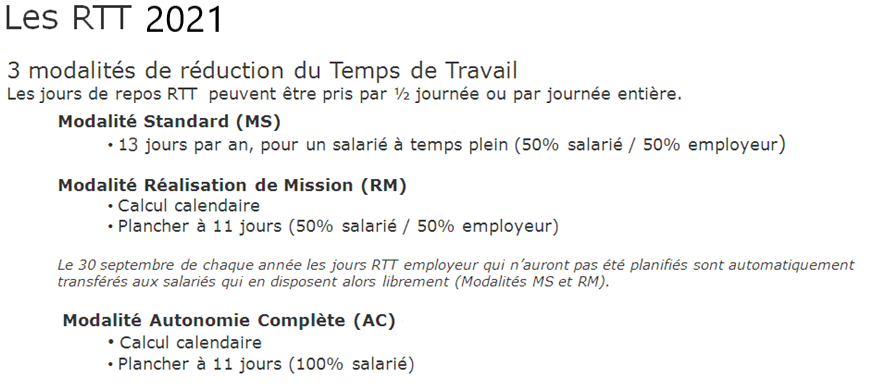 Les RTT 2021
3 modalités de réduction du Temps de Travail
Les jours de repos RTT peuvent être pris par ½ journée ou par journée entière.
Modalité Standard (MS)
• 13 jours par an, pour un salarié à temps plein (50% salarié / 50% employeur)
Modalité Réalisation de Mission (RM)
• Calcul calendaire
• Plancher à 11 jours (50% salarié / 50% employeur)
Le 30 septembre de chaque année les jours RTT employeur qui n’auront pas été planifiés sont automatiquement
transférés aux salariés qui en disposent alors librement (Modalités MS et RM).
Modalité Autonomie Complète (AC)
• Calcul calendaire
• Plancher à 11 jours (100% salarié)